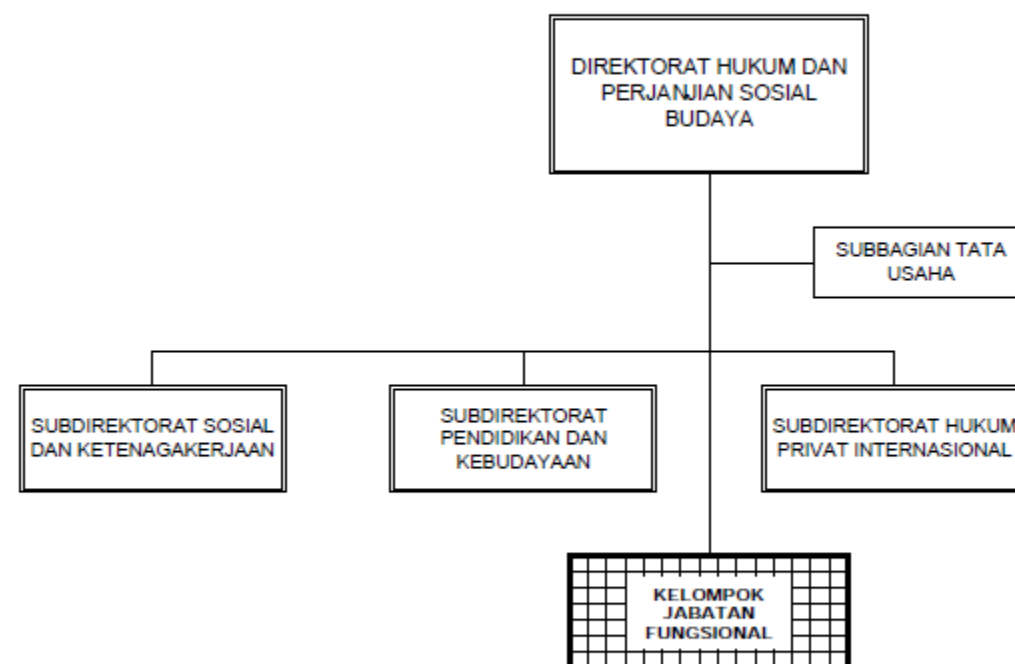 DIREKTORAT HUKUM DAN
PERJANJIAN SOSIAL
BUDAYA
SUBBAGIAN TATA
USAHA
SUBDIREKTORAT SOSIAL
DAN KETENAGAKERJAAN
SUBDIREKTORAT
PENDIDIKAN DAN
KEBUDAYAAN
SUBDIREKTORAT HUKUM
PRIVAT INTERNASIONAL
KELOMPOK
JABATAN
FUNGSIONAL